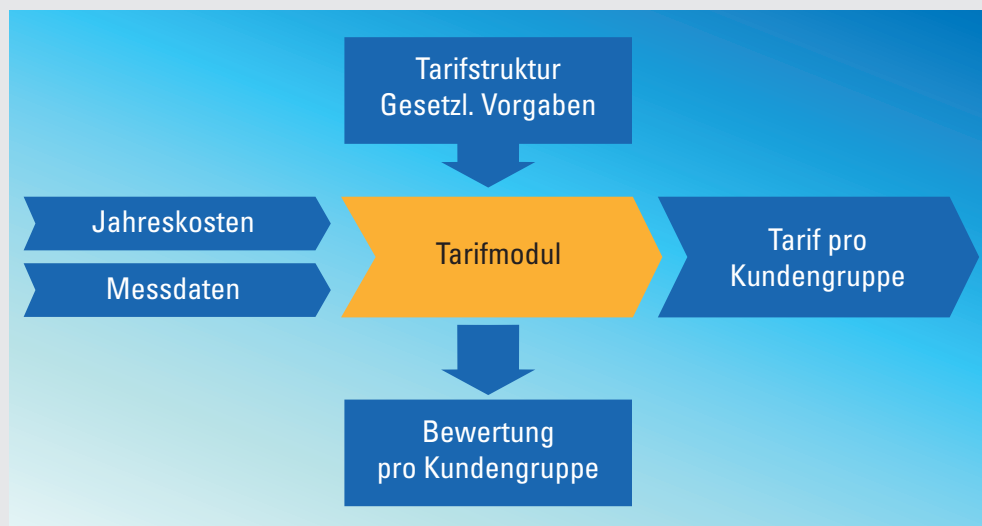 Tarifstruktur
Gesetzl. Vorgaben
Jahreskosten
Messdaten
Tarifmodul
Tarif pro
Kundengruppe
Bewertung
pro Kundengruppe